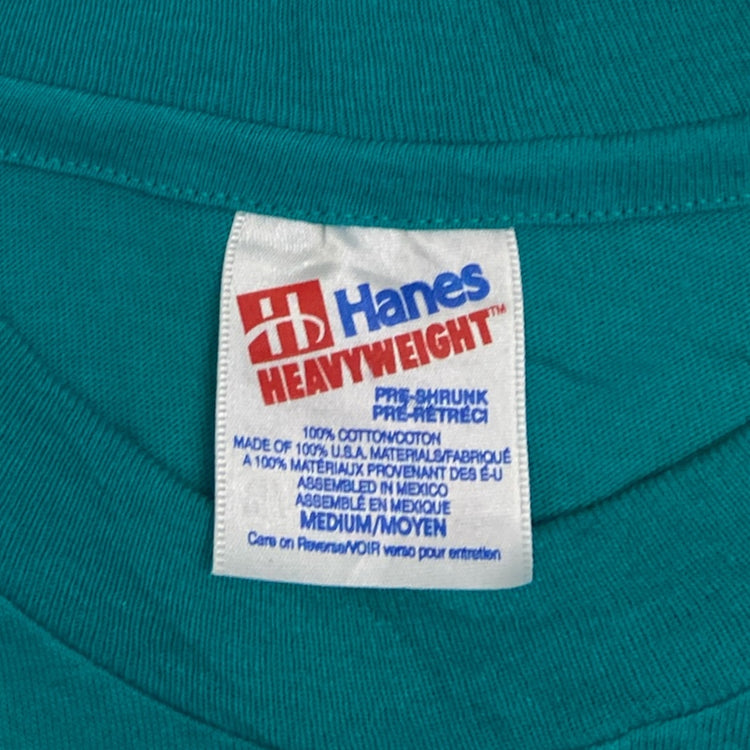 Hanes
HEAVYWEIGHT™
PRE-SHRUNK
PRÉ-RÉTRÉCI
100% COTTON/COTON
MADE OF 100% U.S.A. MATERIALS/FABRIQUÉ
A 100% MATÉRIAUX PROVENANT DES É-U
ASSEMBLED IN MEXICO
ASSEMBLÉ EN MEXIQUE
MEDIUM/MOYEN
Care on Reverse/VOIR verso pour entretien